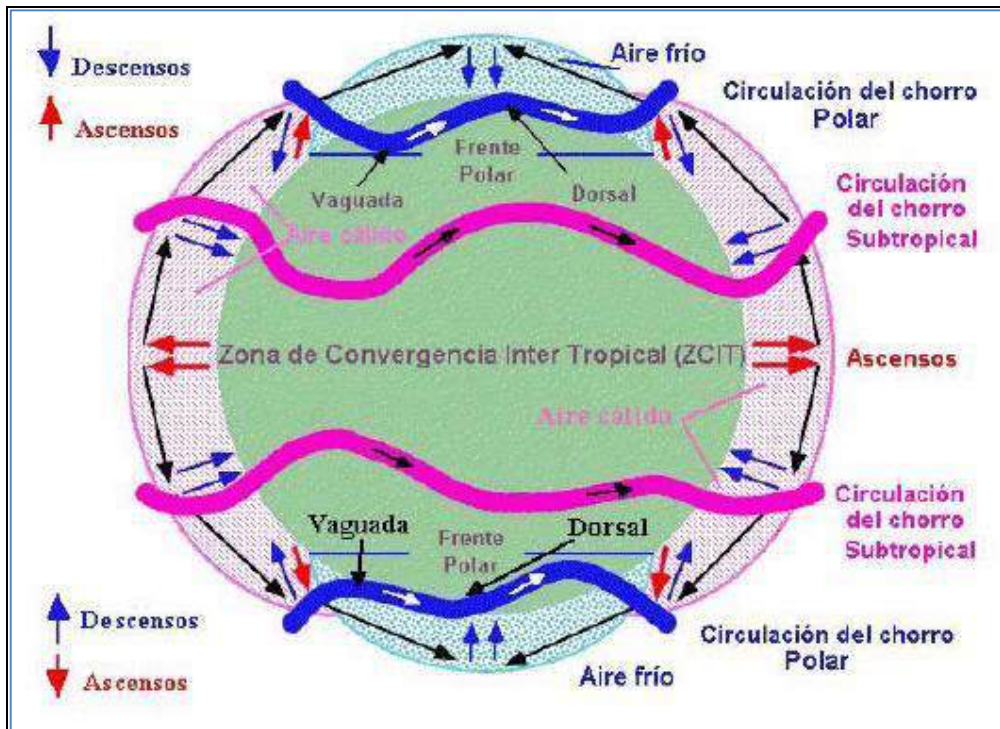 Descensos
Ascensos
Aire frío
Circulación del chorro
Polar
Vaguada
Frente
Polar
Dorsal
Circulación
del chorro
Subtropical
Aire cálido
Zona de Convergencia Inter Tropical (ZCIT)
Ascensos
Aire cálido
Circulación
del chorro
Subtropical
Vaguada
Frente
Polar
Dorsal
Descensos
Ascensos
Circulación del chorro
Polar
Aire frío